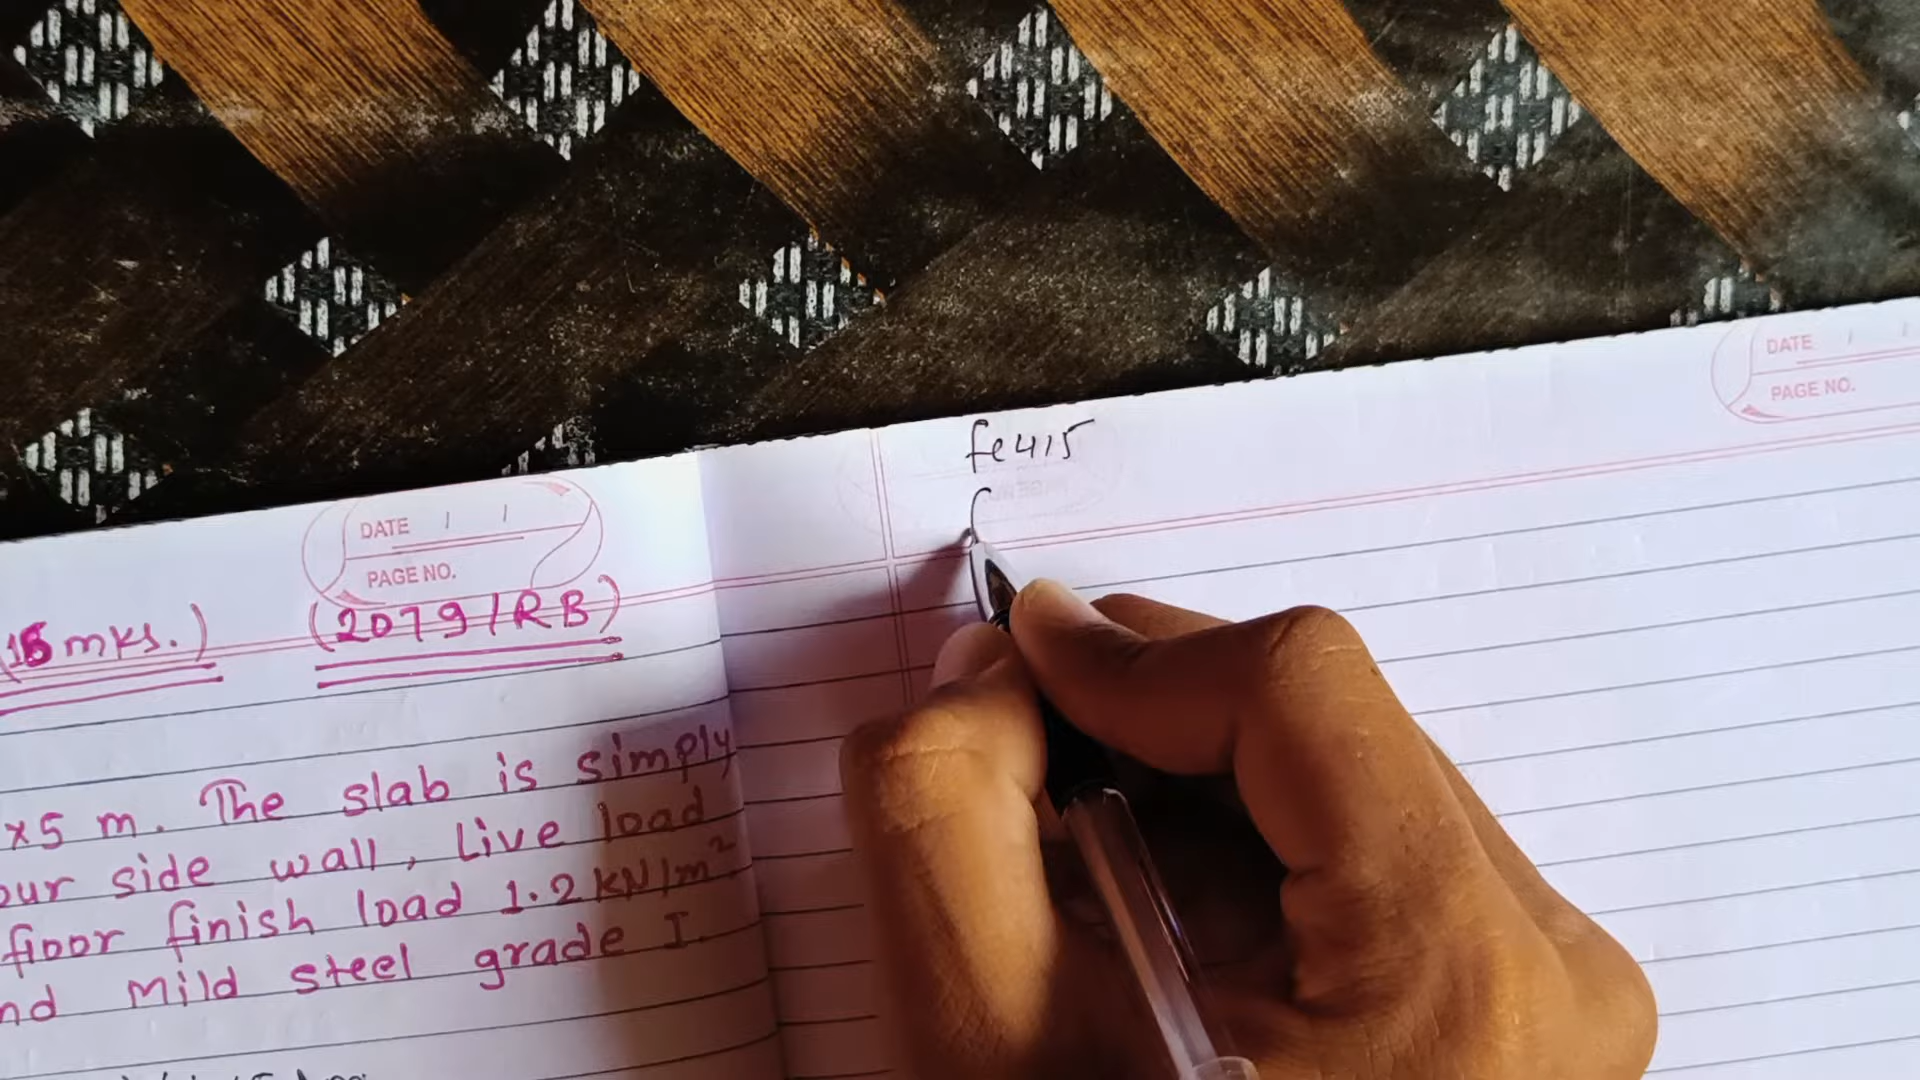 DATE / /
PAGE NO.
fe415
DATE / /
PAGE NO.
(15 mks.) (2079/RB)
x5 m. The slab is simply
our side wall, Live load
floor finish load 1.2 kN/m²
nd Mild steel grade I.